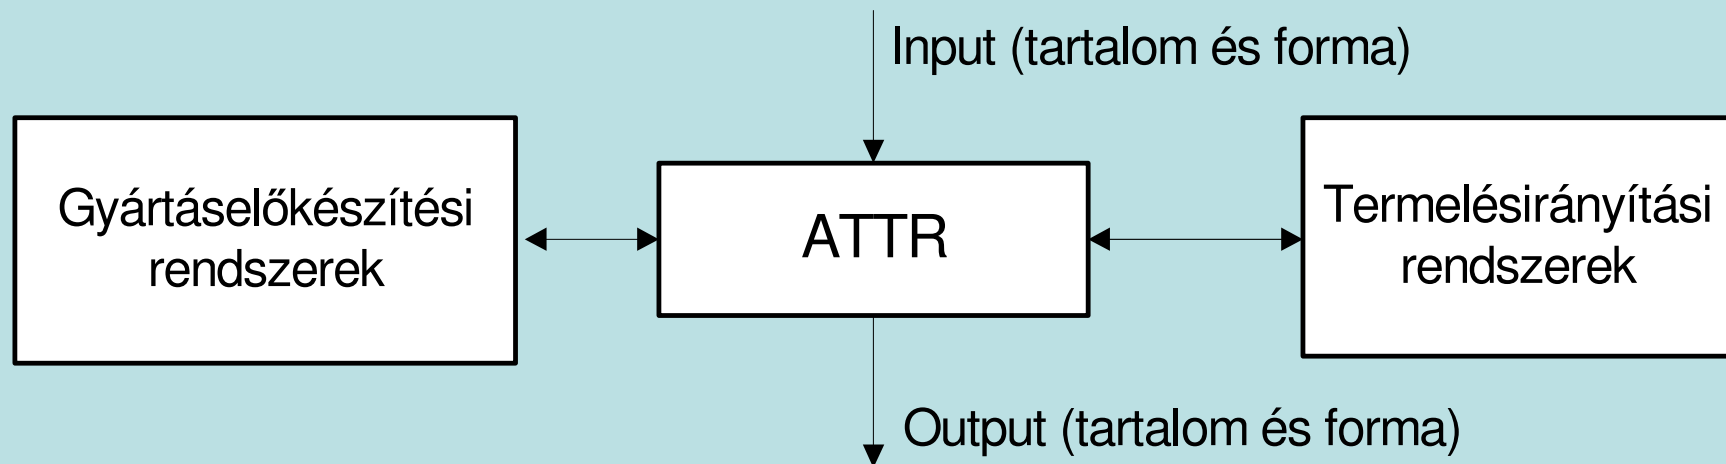 Input (tartalom és forma)
Gyártáselőkészítési
rendszerek
ATTR
Termelésirányítási
rendszerek
Output (tartalom és forma)